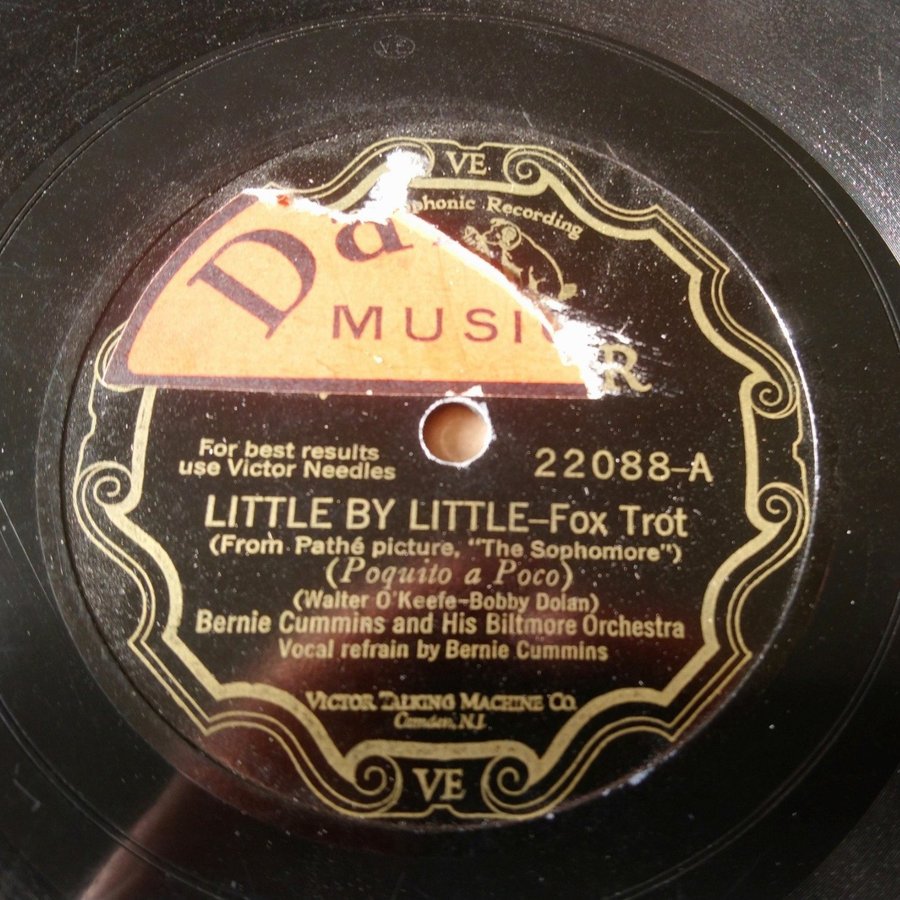 VE
VE
phonic Recording
Da
MUSI
R
For best results
use Victor Needles
22088-A
LITTLE BY LITTLE-Fox Trot
(From Pathé picture, "The Sophomore")
(Poquito a Poco)
(Walter O'Keefe-Bobby Dolan)
Bernie Cummins and His Biltmore Orchestra
Vocal refrain by Bernie Cummins
VICTOR TALKING MACHINE CO.
Camden, N.J.
VE